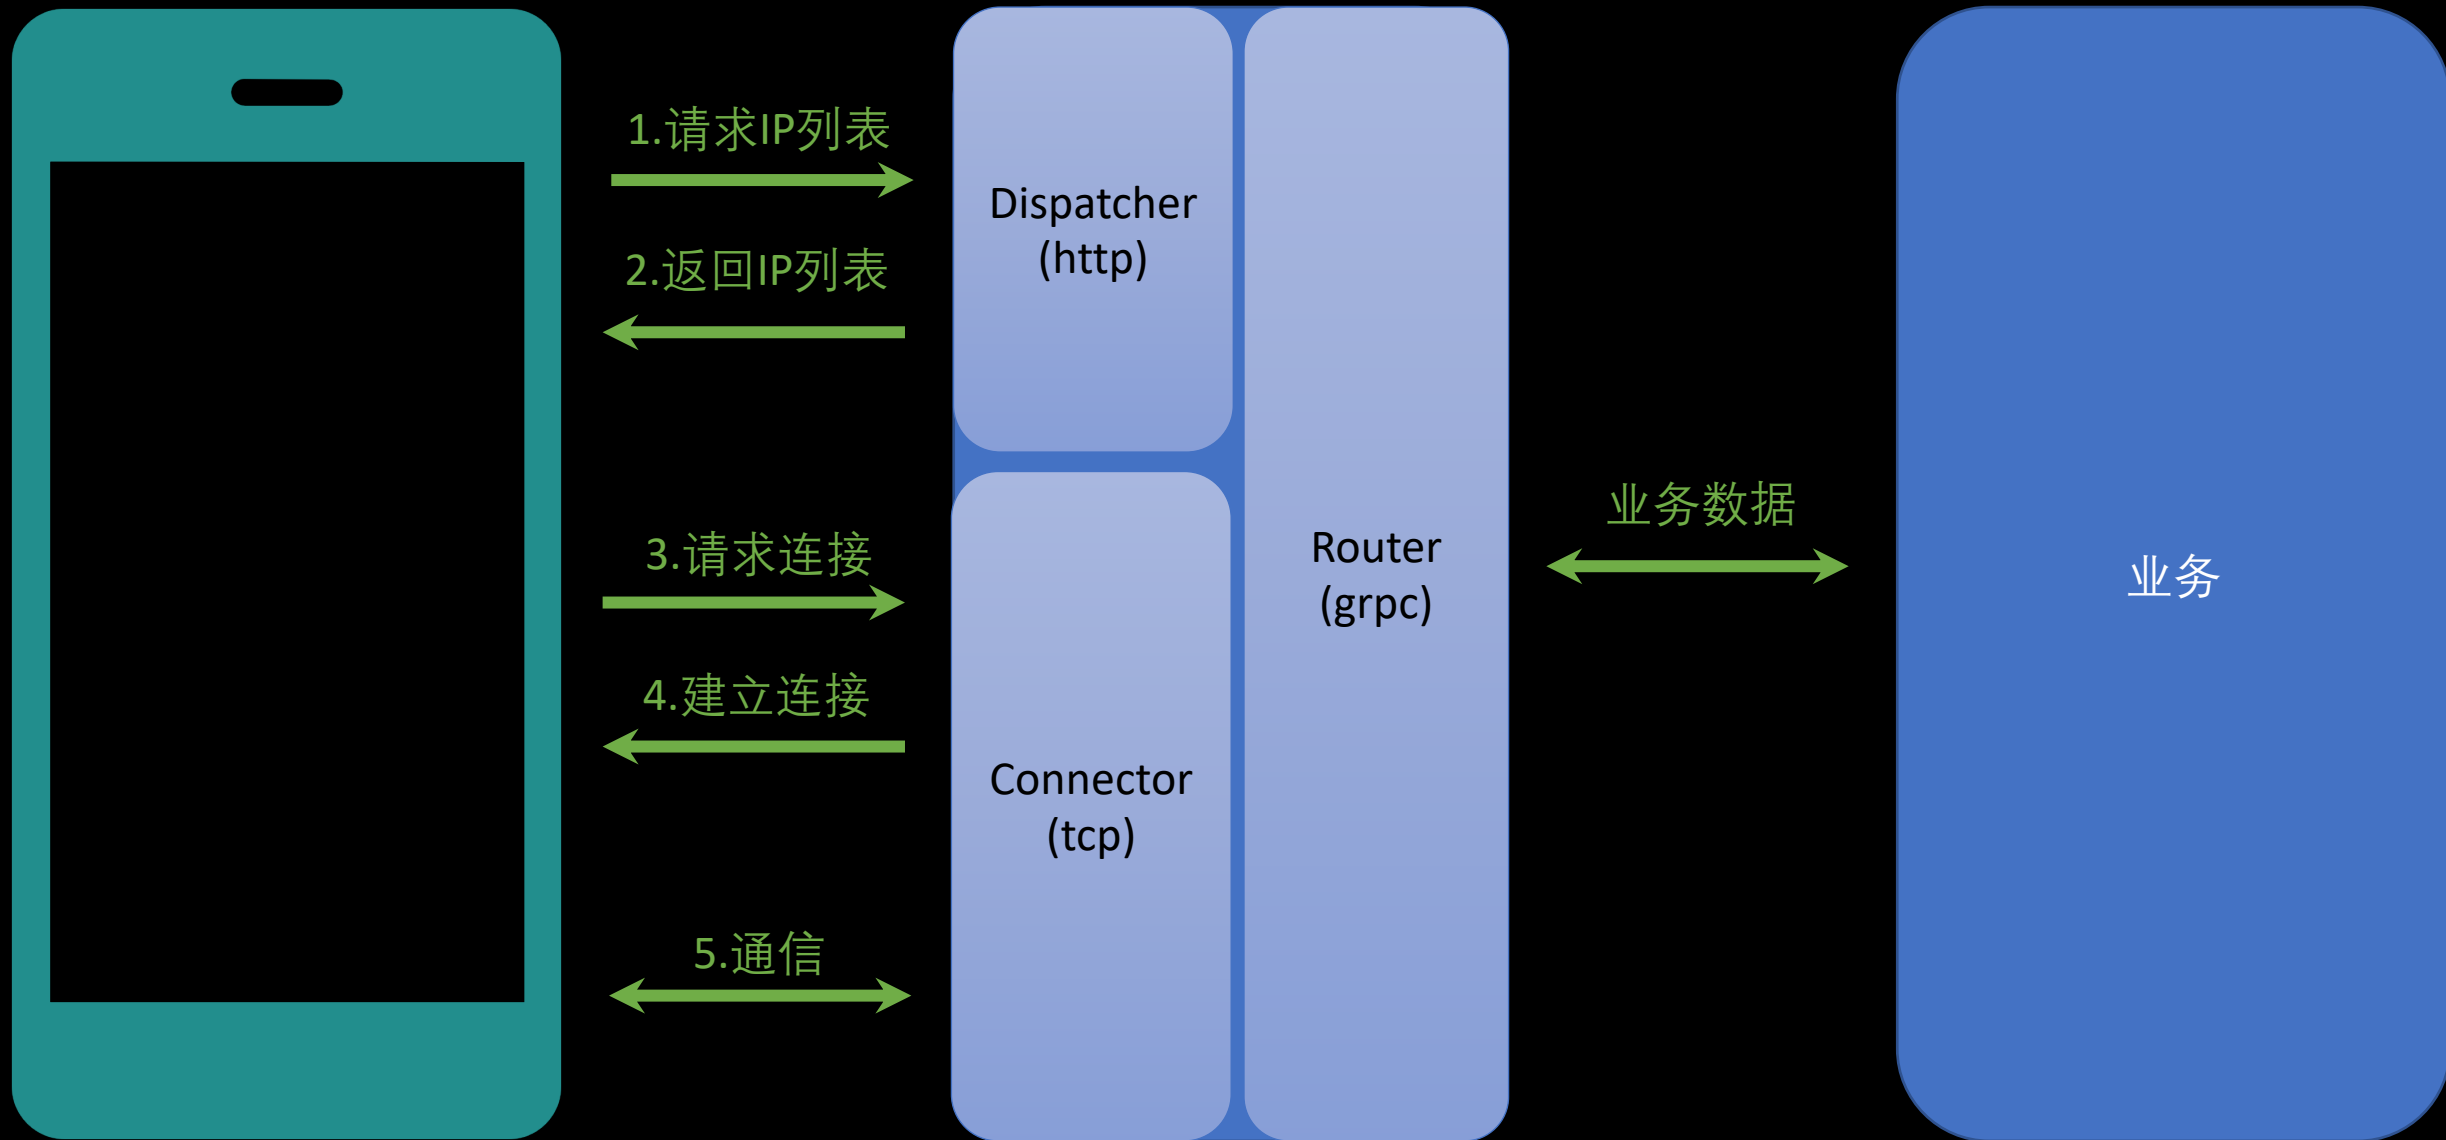 1.请求IP列表
2.返回IP列表
3.请求连接
4.建立连接
5.通信
Dispatcher
(http)
Connector
(tcp)
Router
(grpc)
业务数据
业务